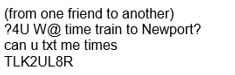 (from one friend to another)
?4U W@ time train to Newport?
can u txt me times
TLK2UL8R